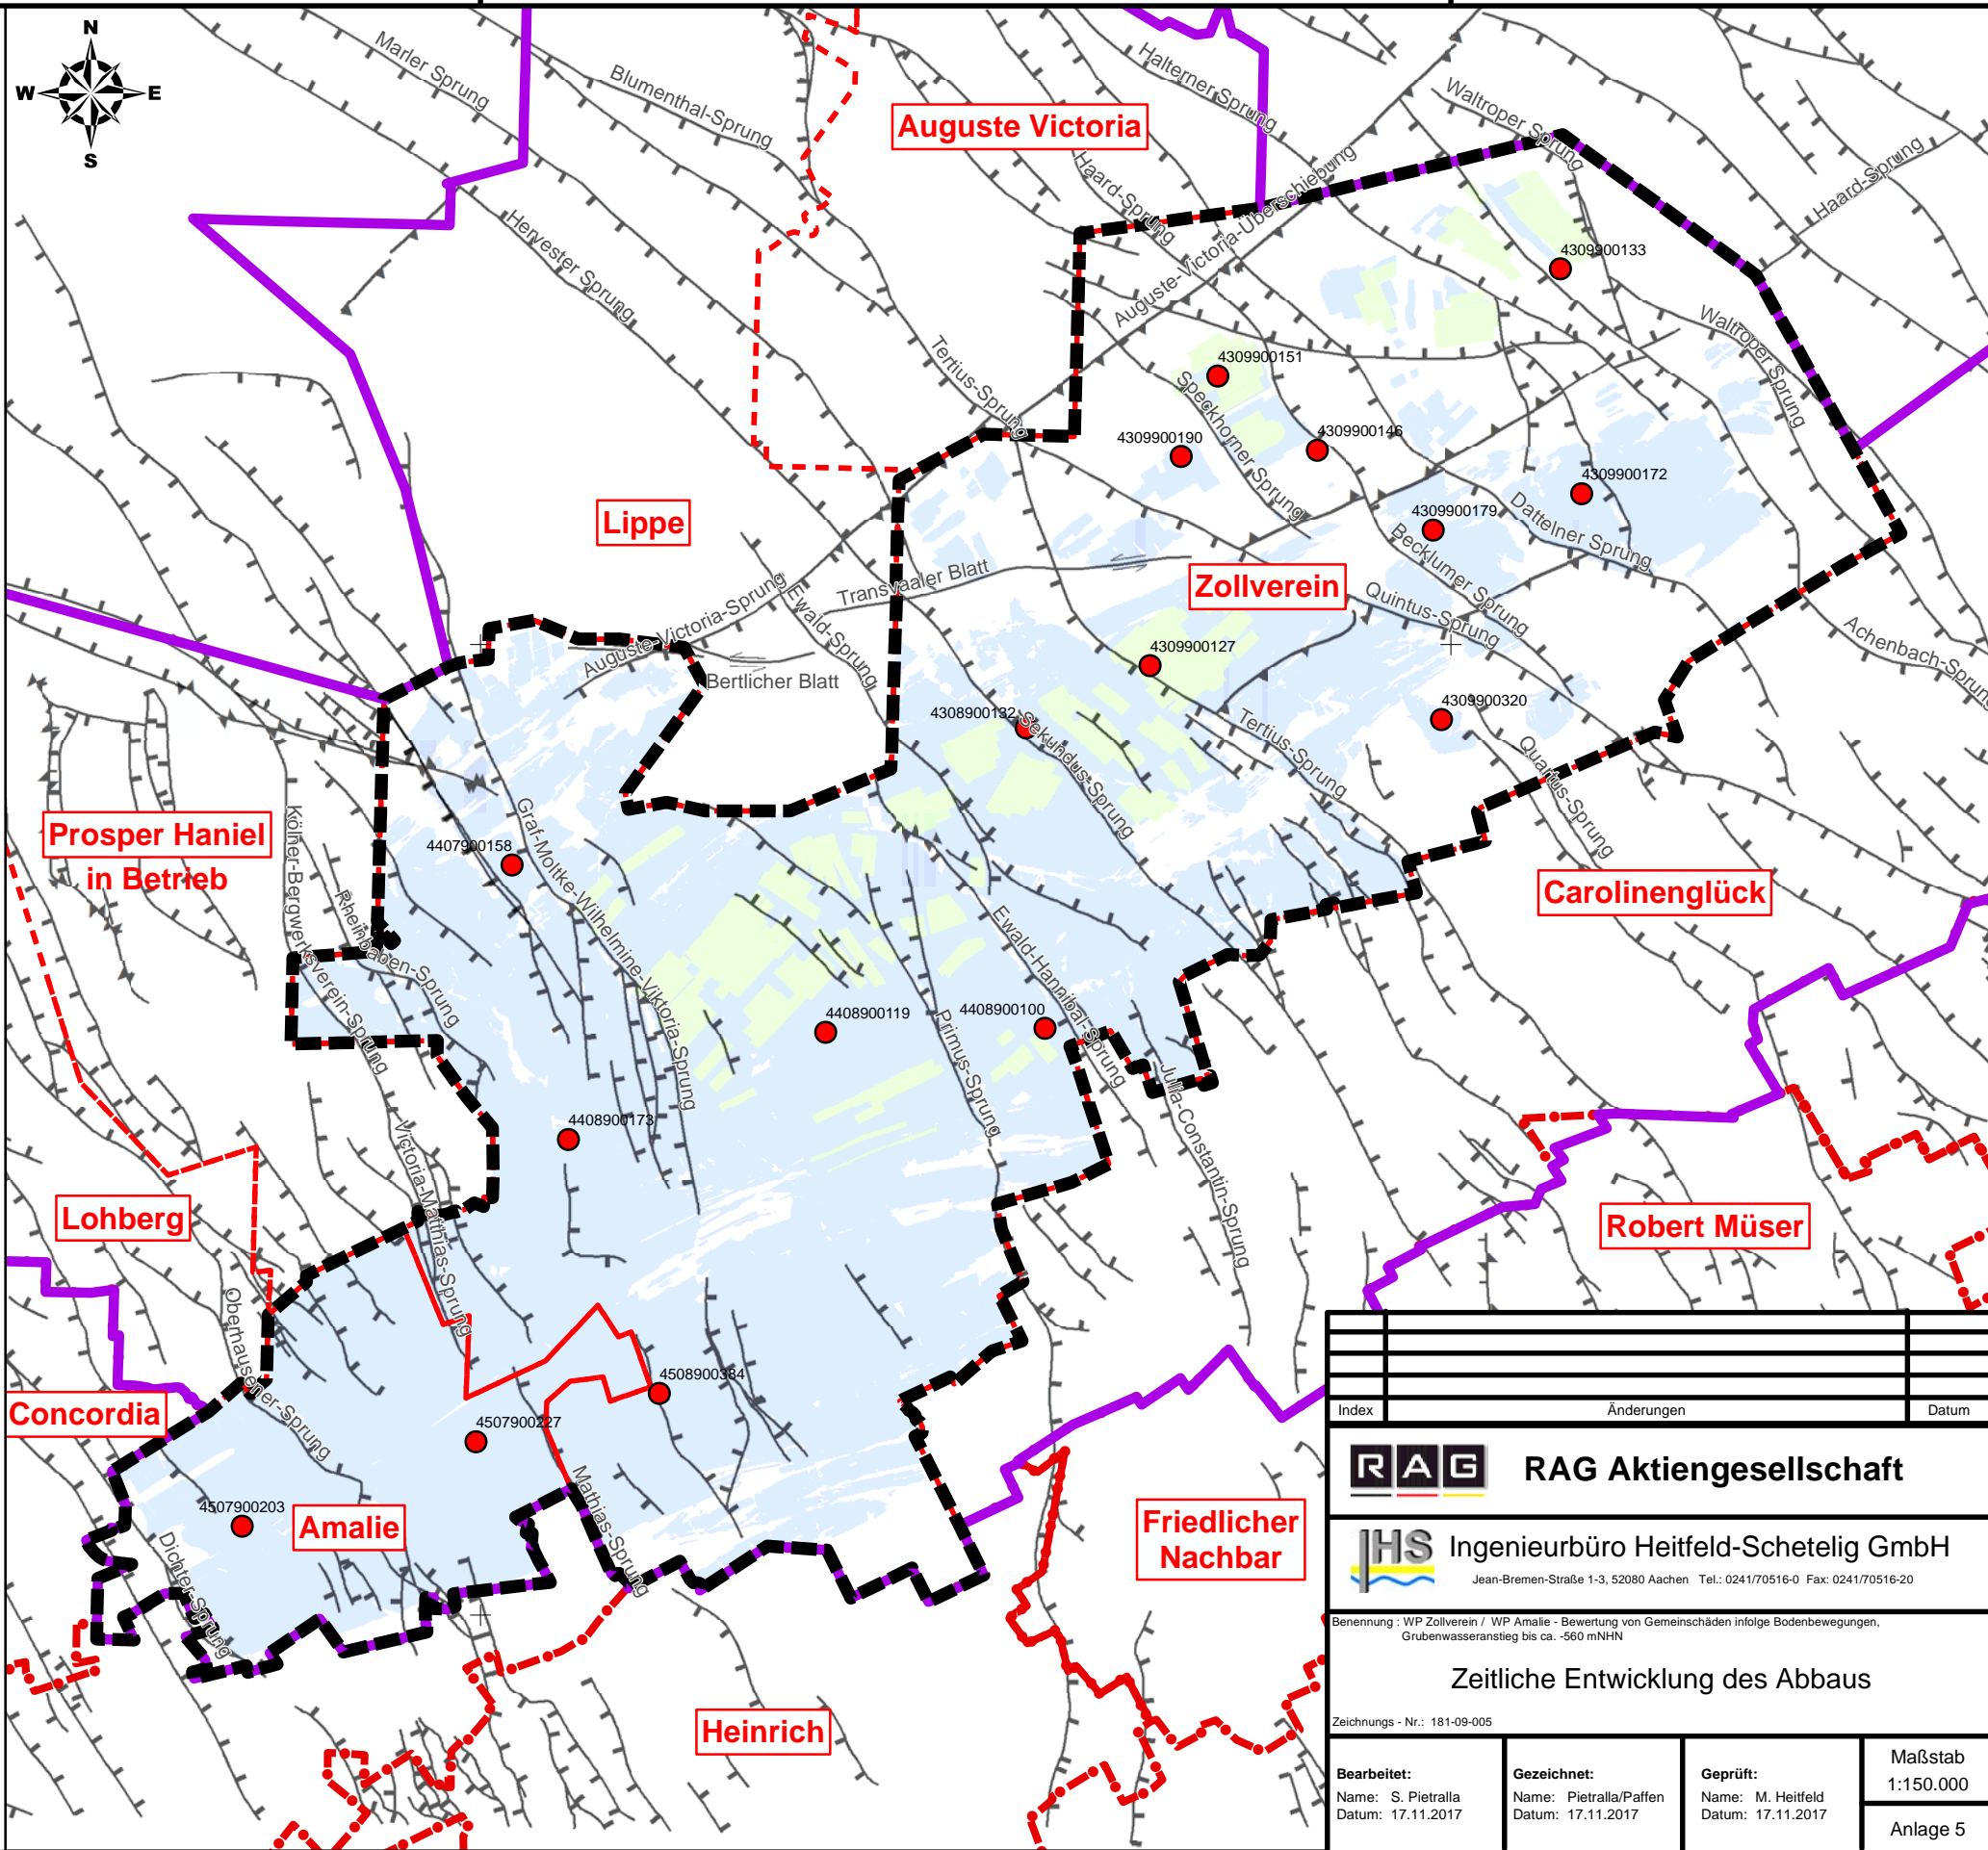 N
W
E
S
Marler Sprung
Blumenthal-Sprung
Halterner Sprung
Waltroper Sprung
Auguste Victoria
Haard-Sprung
Haard-Sprung
Hervester Sprung
Auguste-Victoria-Überschiebung
4309900133
Waltroper Sprung
Tertius-Sprung
4309900151
Speckhorner Sprung
4309900190
4309900146
4309900172
Lippe
4309900179
Dattelner Sprung
Becklumer Sprung
Transvaaler Blatt
Zollverein
Auguste-Victoria-Sprung
Ewald-Sprung
Quintus-Sprung
Achenbach-Sprung
4309900127
Bertlicher Blatt
4308900132
Sekundus-Sprung
Tertius-Sprung
4309900320
Quartus-Sprung
Prosper Haniel
in Betrieb
Kölner-Bergwerksverein-Sprung
Graf-Moltke-Wilhelmine-Viktoria-Sprung
4407900158
Rheinbaben-Sprung
Carolinenglück
Ewald-Hannibal-Sprung
4408900119
4408900100
Primus-Sprung
Julia-Constantin-Sprung
4408900173
Victoria-Matthias-Sprung
Lohberg
Robert Müser
Oberhausener-Sprung
4508900384
Concordia
4507900227
Mathias-Sprung
4507900203
Amalie
Dichter-Sprung
Friedlicher
Nachbar
Heinrich
Index Änderungen Datum
RAG RAG Aktiengesellschaft
IHS Ingenieurbüro Heitfeld-Schetelig GmbH
Jean-Bremen-Straße 1-3, 52080 Aachen Tel.: 0241/70516-0 Fax: 0241/70516-20
Benennung : WP Zollverein / WP Amalie - Bewertung von Gemeinschäden infolge Bodenbewegungen,
Grubenwasseranstieg bis ca. -560 mNHN
Zeitliche Entwicklung des Abbaus
Zeichnungs - Nr.: 181-09-005
Bearbeitet:
Name: S. Pietralla
Datum: 17.11.2017
Gezeichnet:
Name: Pietralla/Paffen
Datum: 17.11.2017
Geprüft:
Name: M. Heitfeld
Datum: 17.11.2017
Maßstab
1:150.000
Anlage 5